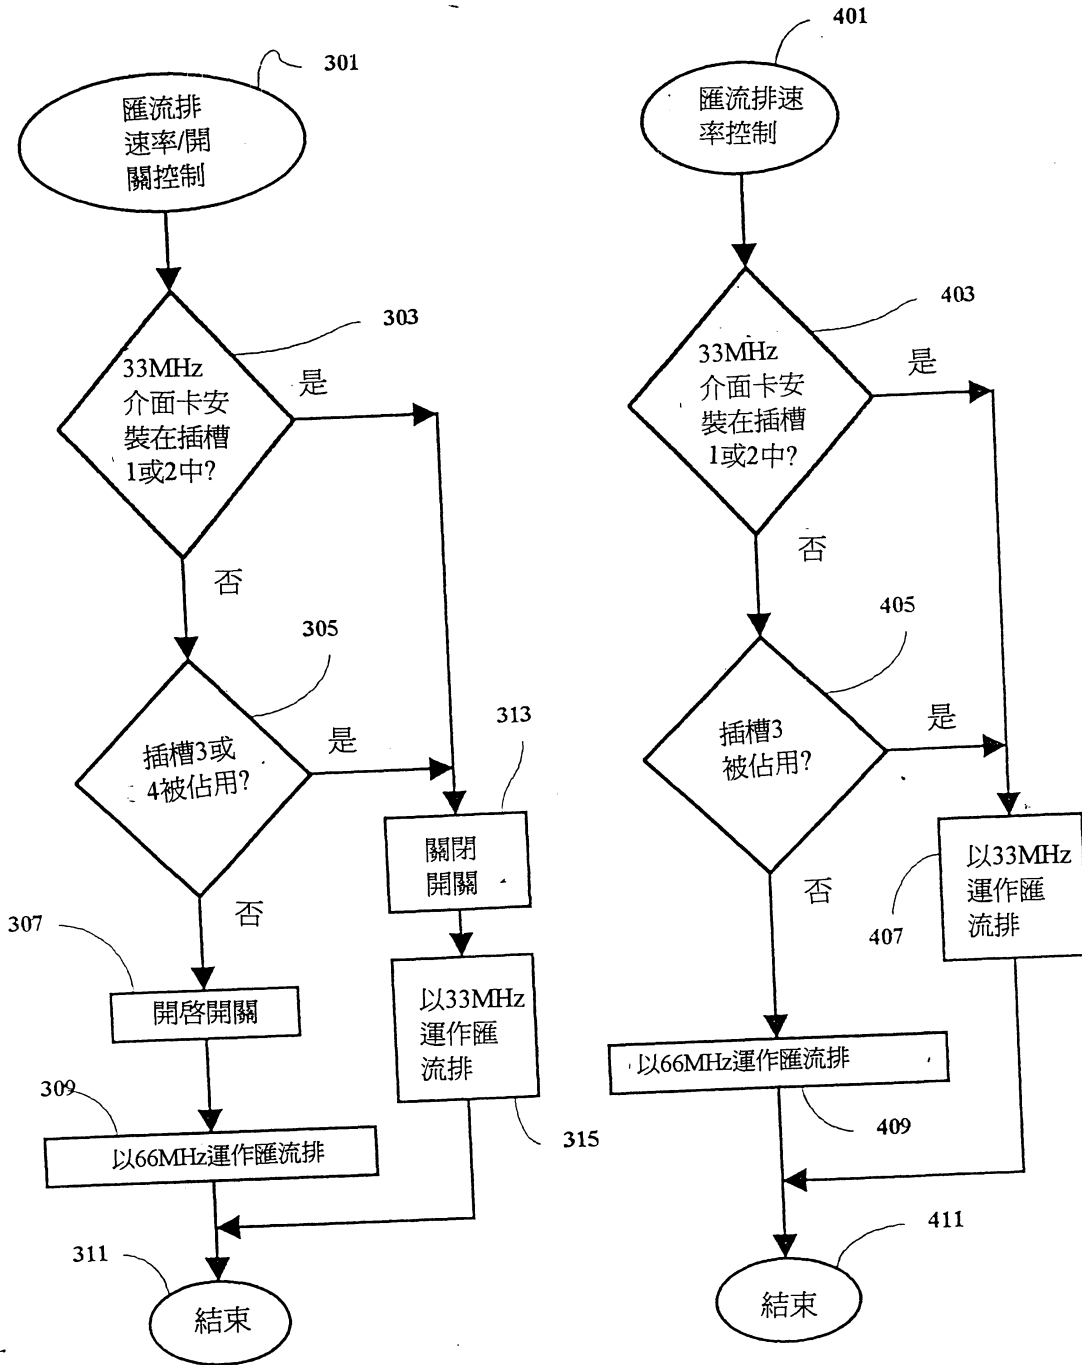 301
匯流排
速率/開
關控制
303
33MHz
介面卡安
裝在插槽
1或2中?
是
否
305
插槽3或
4被佔用?
是
否
313
關閉
開關
307
開啓開關
以33MHz
運作匯
流排
315
309
以66MHz運作匯流排
311
結束
401
匯流排速
率控制
403
33MHz
介面卡安
裝在插槽
1或2中?
是
否
405
插槽3
被佔用?
是
否
以33MHz
運作匯
流排
407
以66MHz運作匯流排
409
411
結束